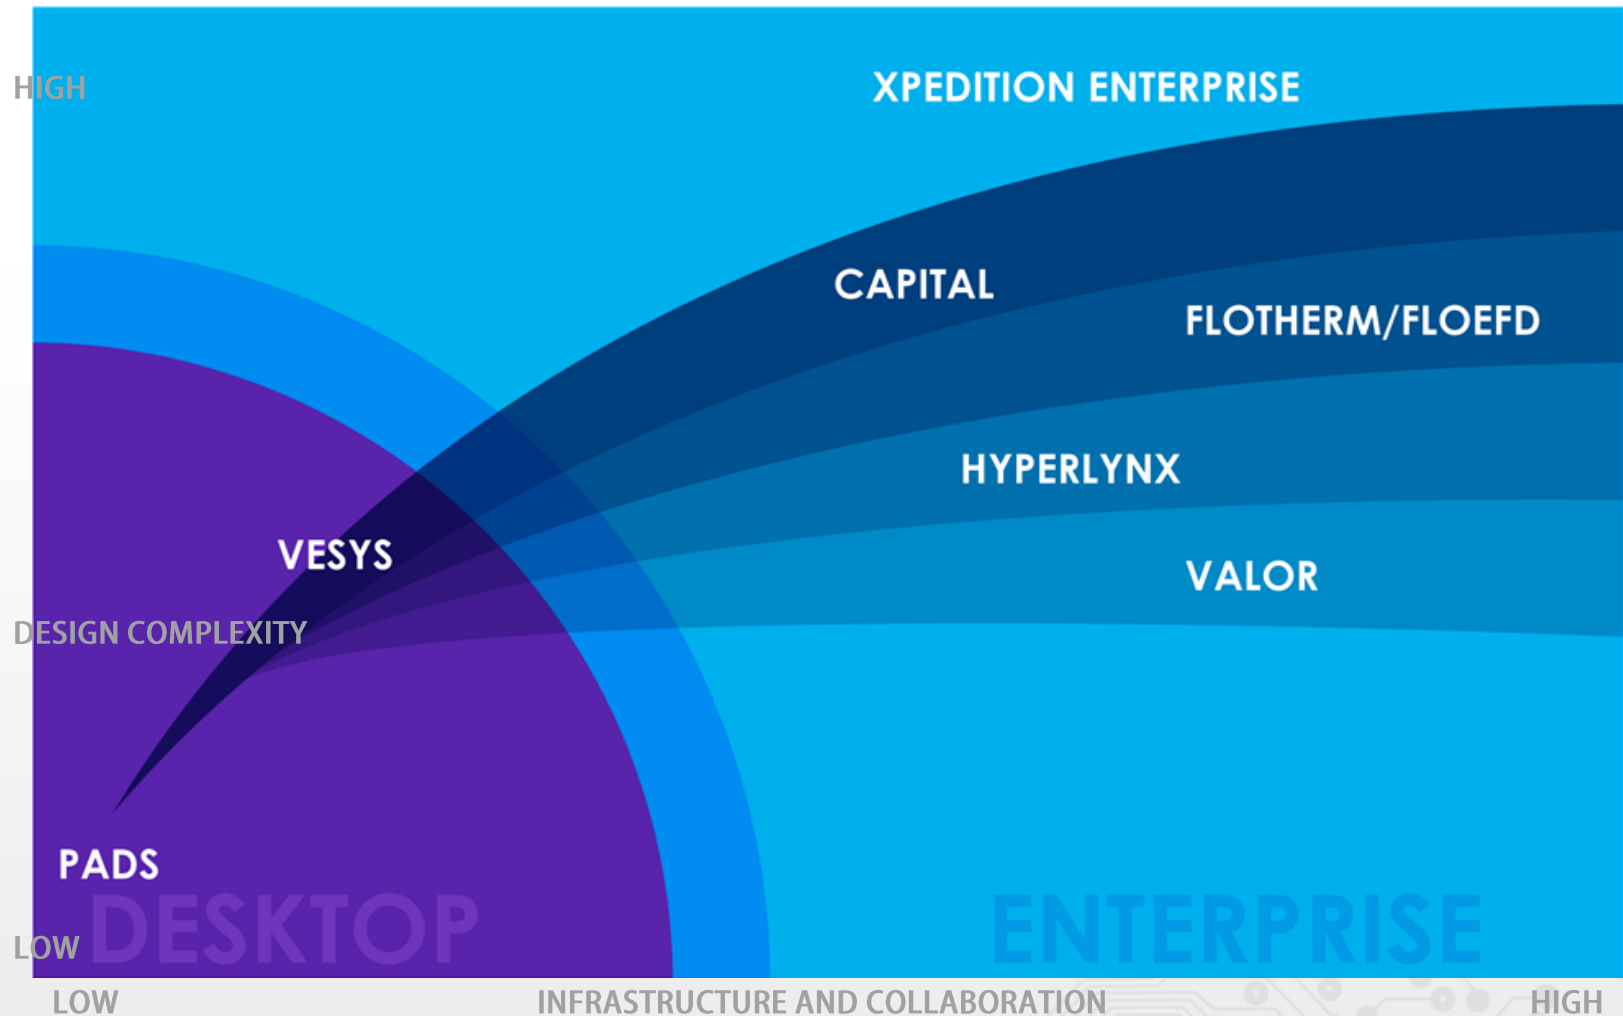 HIGH
XPEDITION ENTERPRISE
CAPITAL
FLOTHERM/FLOEFD
HYPERLYNX
VESYS
VALOR
DESIGN COMPLEXITY
PADS
DESKTOP
ENTERPRISE
LOW
LOW
INFRASTRUCTURE AND COLLABORATION
HIGH